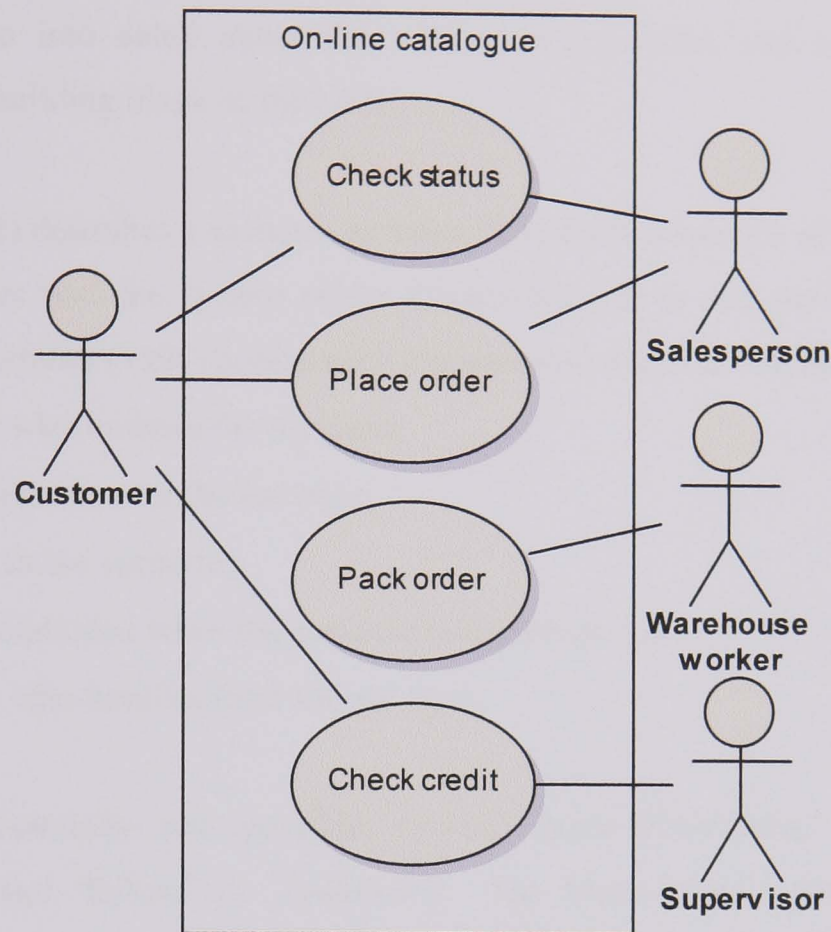 On-line catalogue
Check status
Salesperson
Place order
Customer
Pack order
Warehouse
worker
Check credit
Supervisor